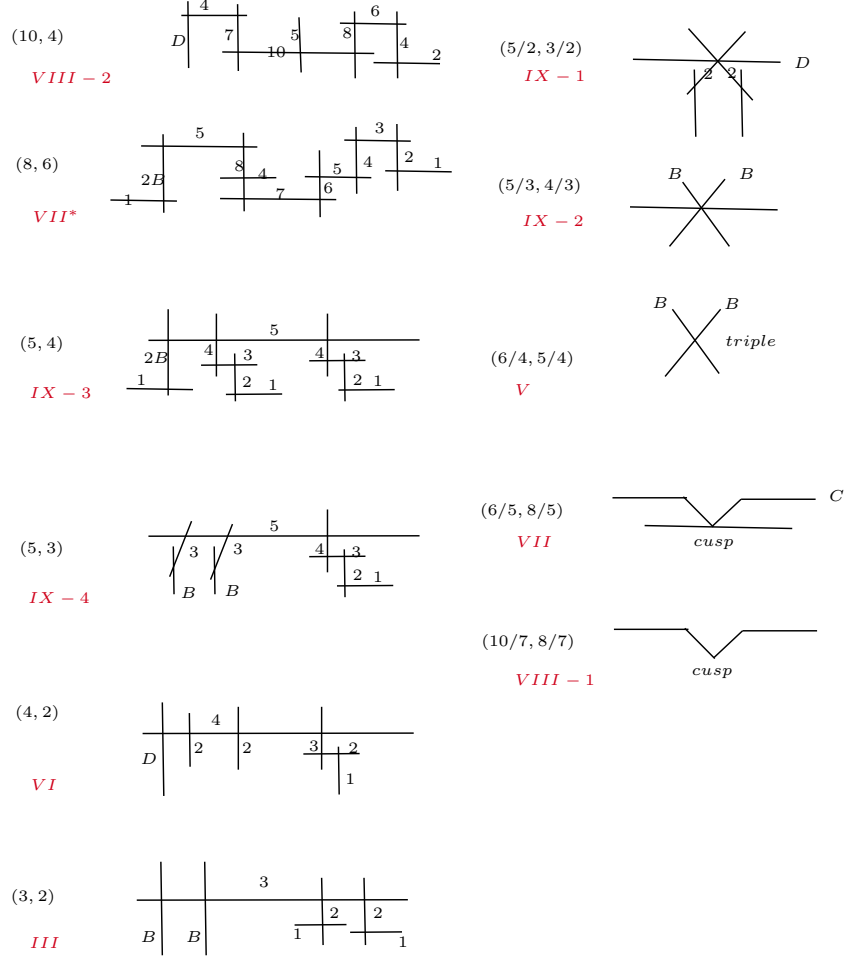 (10, 4)
VIII − 2
4
D
7
10
5
8
6
4
2
(8, 6)
VII*
5
2B
1
8
4
7
6
5
4
3
2
1
(5, 4)
IX − 3
5
2B
1
4
3
2
1
4
3
2
1
(5, 3)
IX − 4
5
3
B
3
B
4
3
2
1
(4, 2)
VI
4
D
2
2
3
2
1
(3, 2)
III
3
B
B
2
1
2
1
(5/2, 3/2)
IX − 1
D
2
2
(5/3, 4/3)
IX − 2
B
B
(6/4, 5/4)
V
B
B
triple
(6/5, 8/5)
VII
C
cusp
(10/7, 8/7)
VIII − 1
cusp